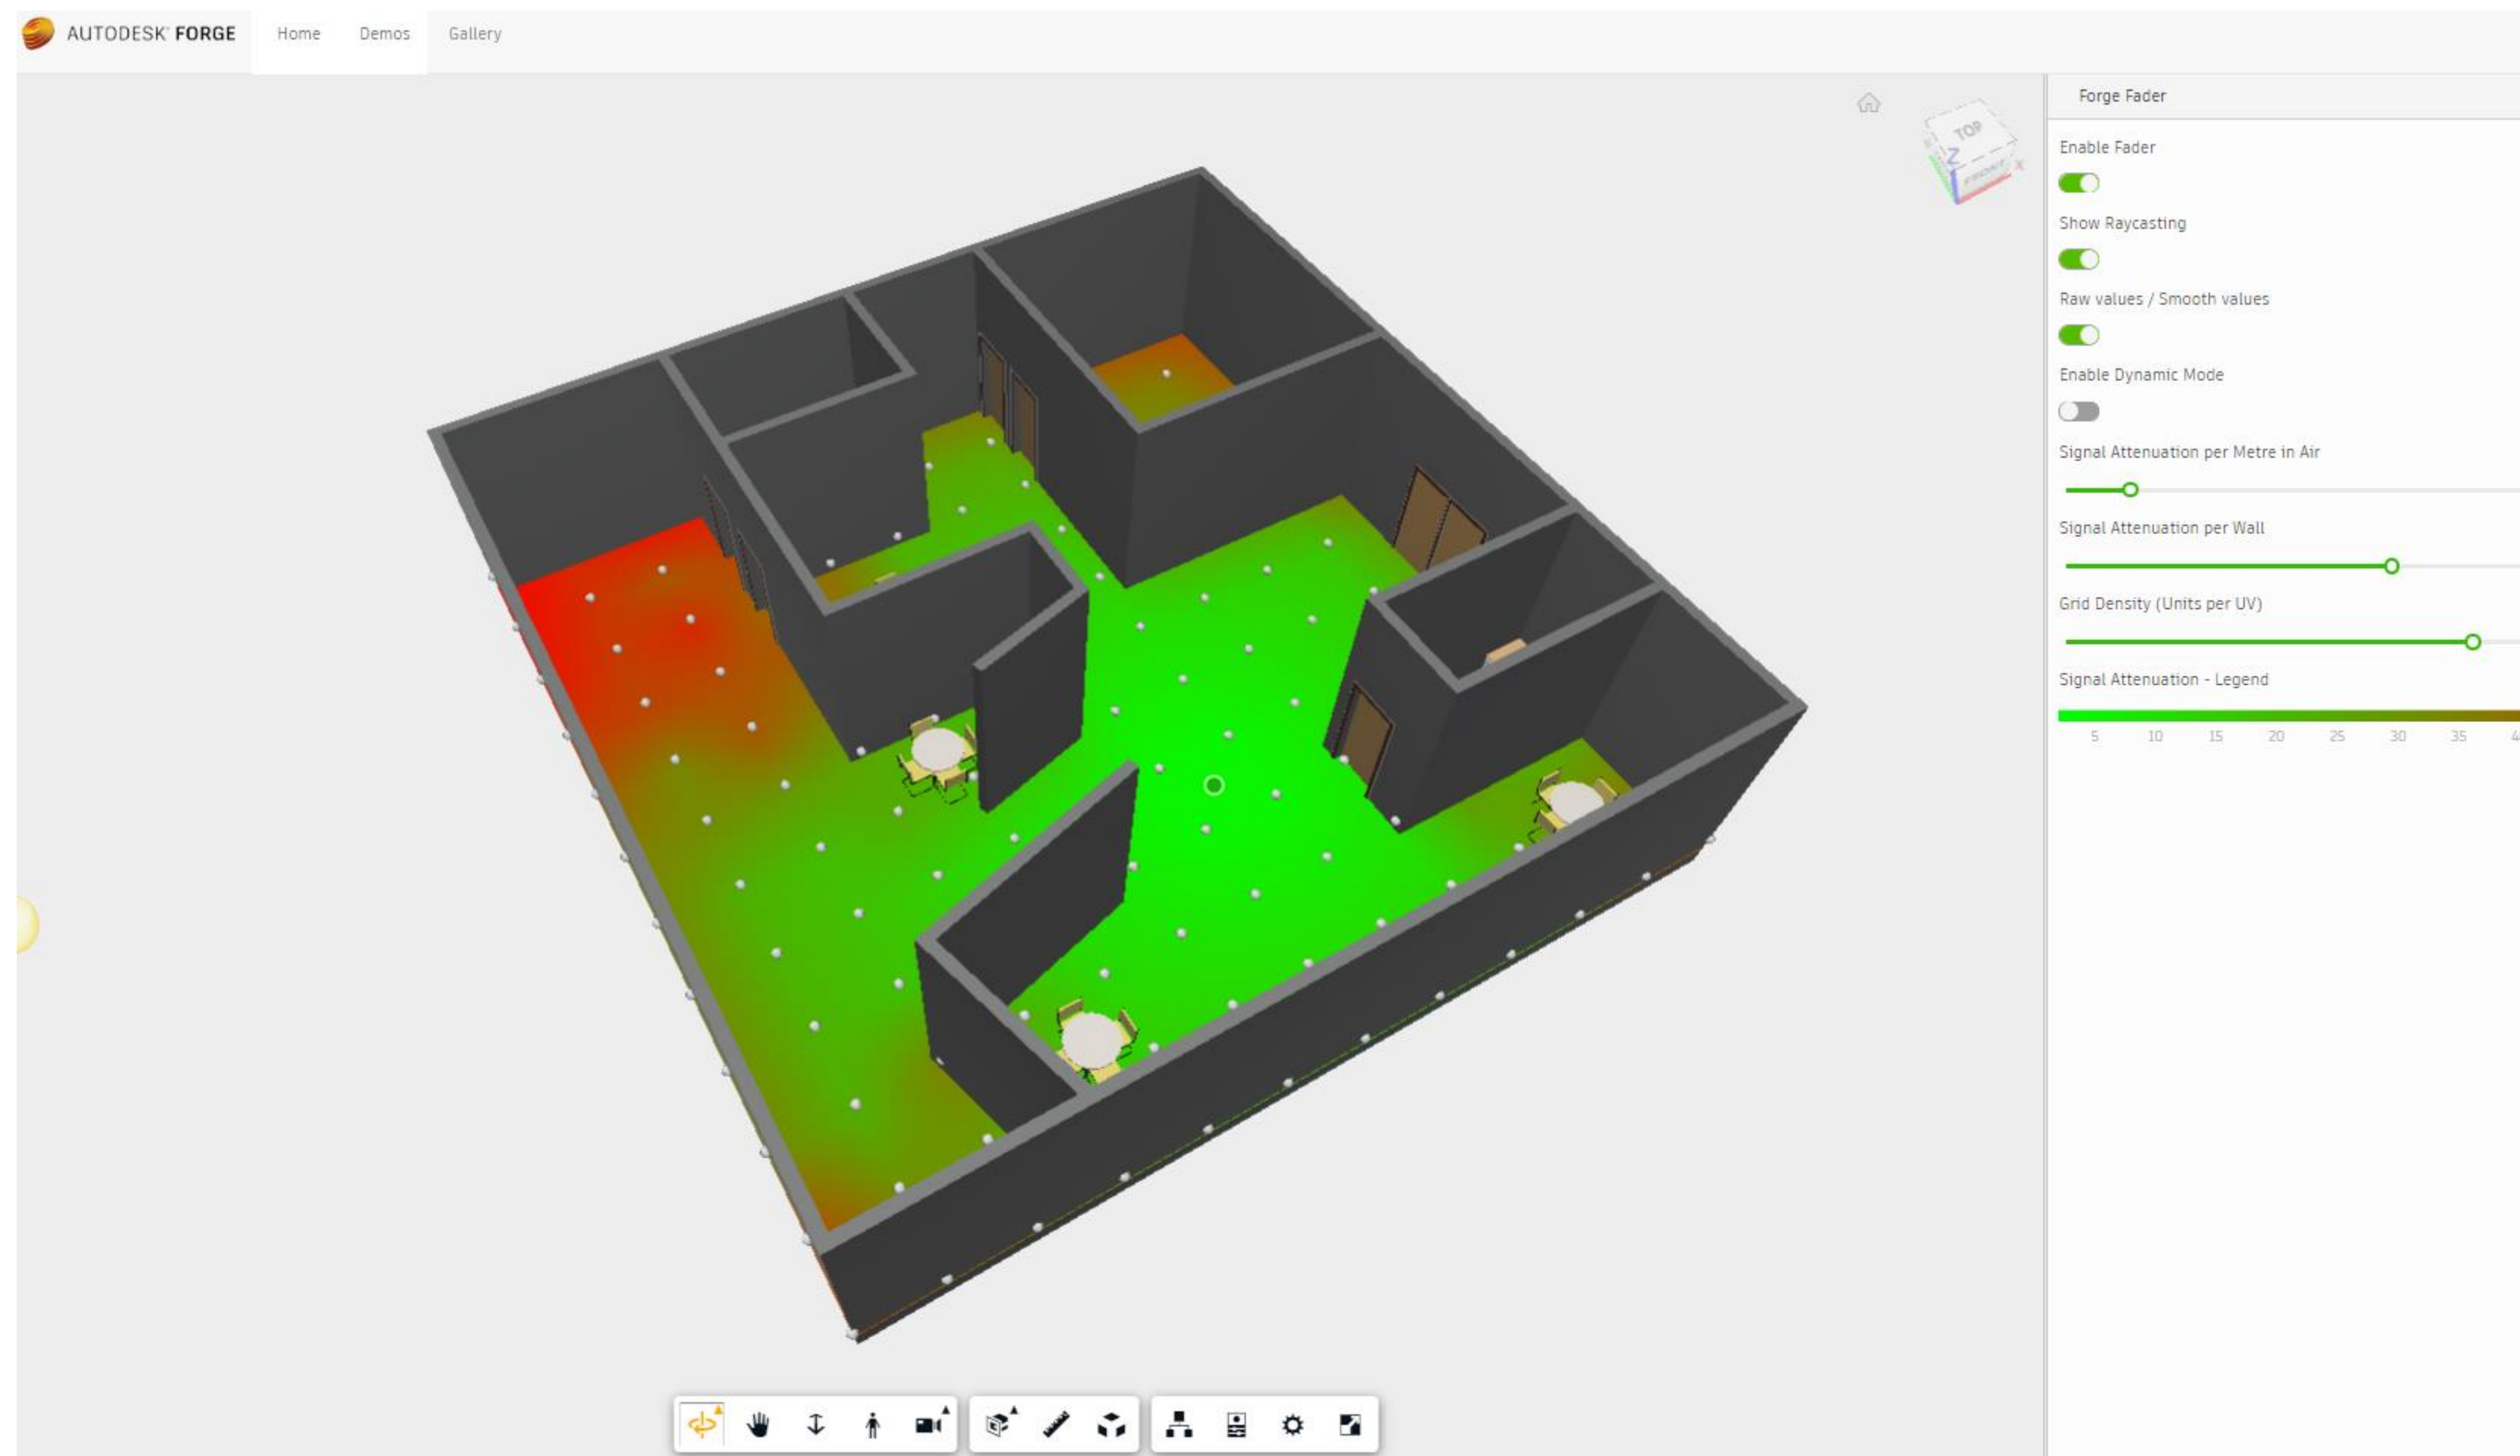 AUTODESK® FORGE Home Demos Gallery
Forge Fader
TOP
Z
X
FRONT
Enable Fader
Show Raycasting
Raw values / Smooth values
Enable Dynamic Mode
Signal Attenuation per Metre in Air
Signal Attenuation per Wall
Grid Density (Units per UV)
Signal Attenuation - Legend
5 10 15 20 25 30 35